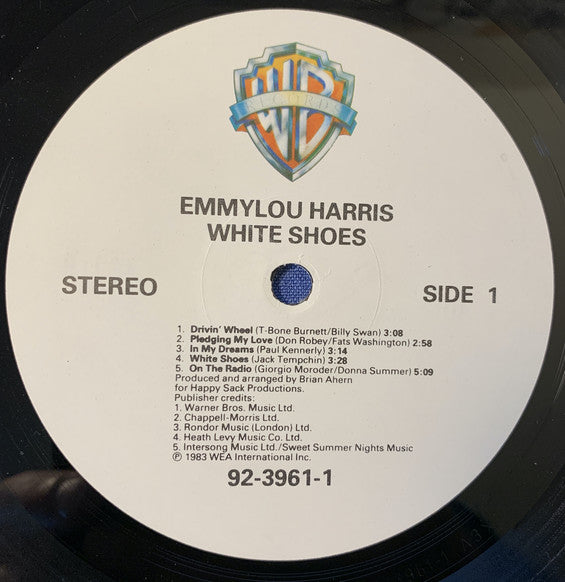 WB
RECORDS
EMMYLOU HARRIS
WHITE SHOES
STEREO
SIDE 1
1. Drivin' Wheel (T-Bone Burnett/Billy Swan) 3:08
2. Pledging My Love (Don Robey/Fats Washington) 2:58
3. In My Dreams (Paul Kennerly) 3:14
4. White Shoes (Jack Tempchin) 3:28
5. On The Radio (Giorgio Moroder/Donna Summer) 5:09
Produced and arranged by Brian Ahern
for Happy Sack Productions.
Publisher credits:
1. Warner Bros. Music Ltd.
2. Chappell-Morris Ltd.
3. Rondor Music (London) Ltd.
4. Heath Levy Music Co. Ltd.
5. Intersong Music Ltd./Sweet Summer Nights Music
℗ 1983 WEA International Inc.
92-3961-1